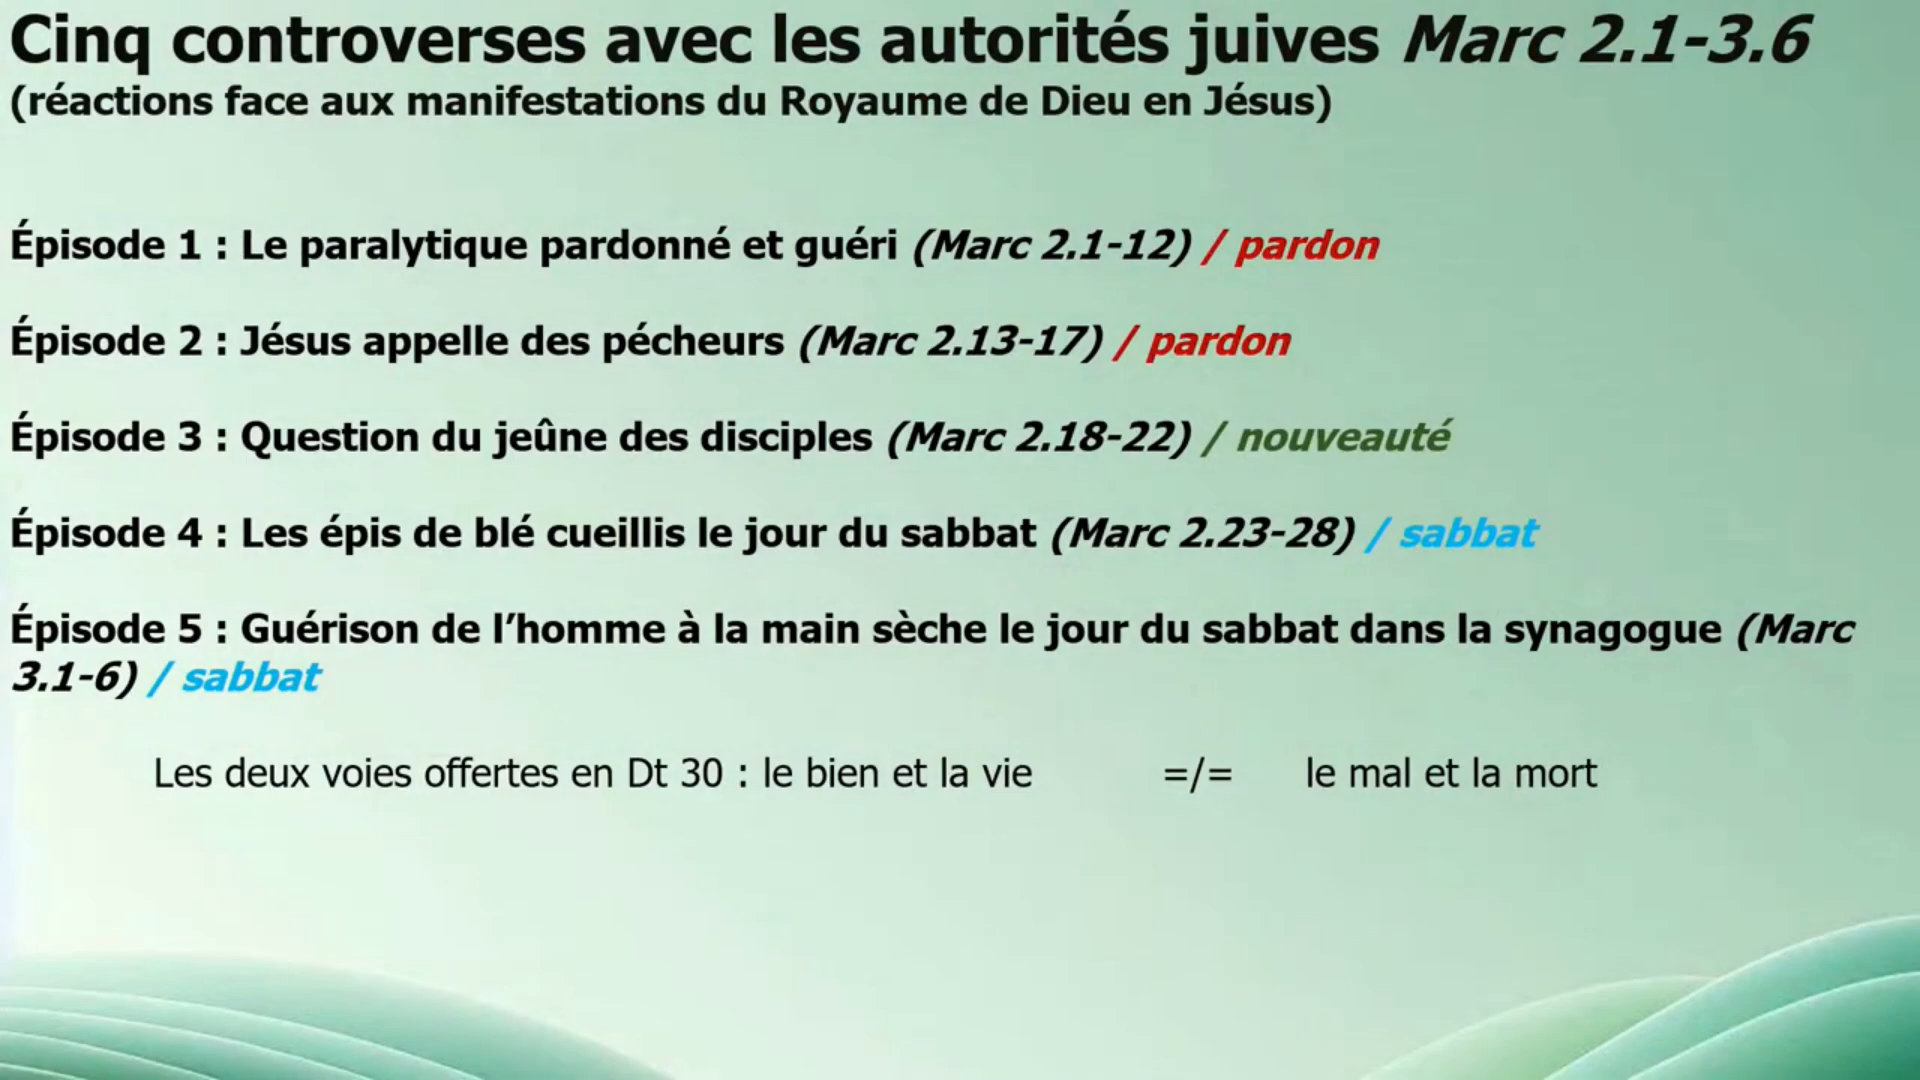 Cinq controverses avec les autorités juives Marc 2.1-3.6
(réactions face aux manifestations du Royaume de Dieu en Jésus)
Épisode 1 : Le paralytique pardonné et guéri (Marc 2.1-12) / pardon
Épisode 2 : Jésus appelle des pécheurs (Marc 2.13-17) / pardon
Épisode 3 : Question du jeûne des disciples (Marc 2.18-22) / nouveauté
Épisode 4 : Les épis de blé cueillis le jour du sabbat (Marc 2.23-28) / sabbat
Épisode 5 : Guérison de l’homme à la main sèche le jour du sabbat dans la synagogue (Marc
3.1-6) / sabbat
Les deux voies offertes en Dt 30 : le bien et la vie =/= le mal et la mort